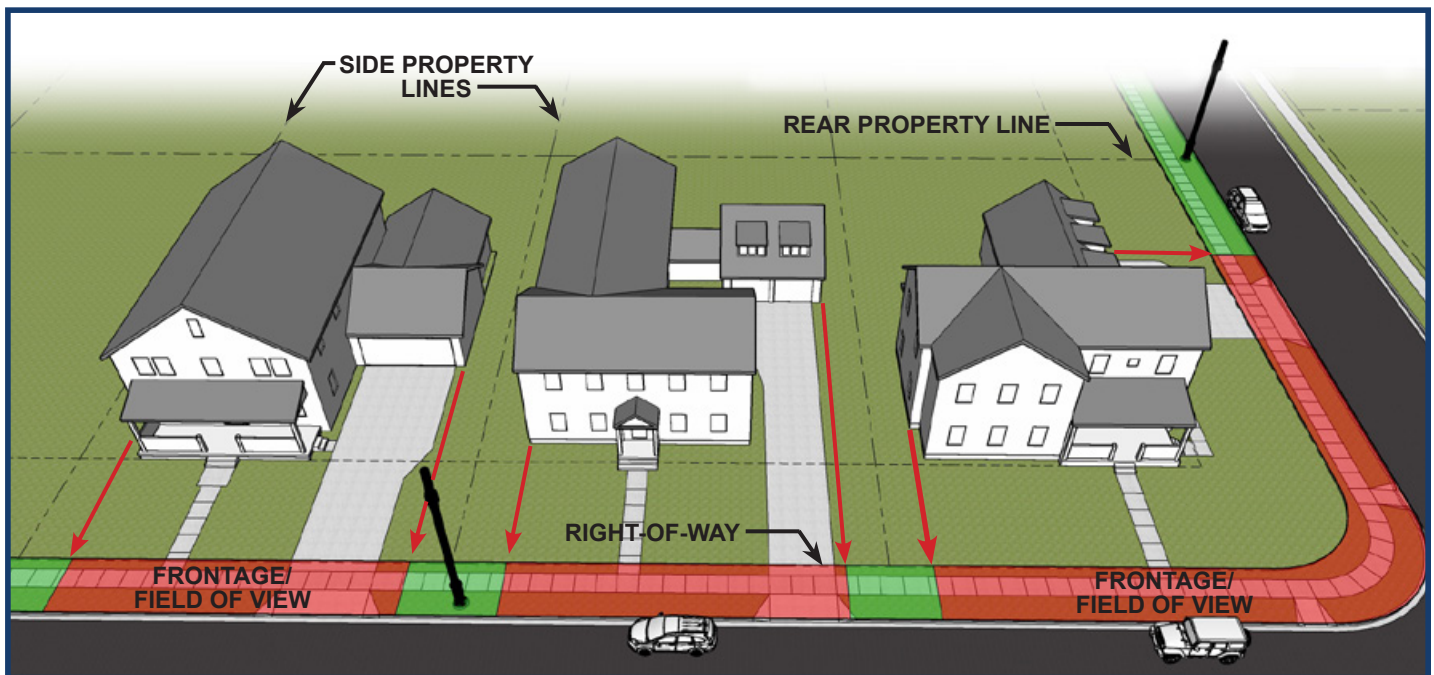 SIDE PROPERTY
LINES
REAR PROPERTY LINE
RIGHT-OF-WAY
FRONTAGE/
FIELD OF VIEW
FRONTAGE/
FIELD OF VIEW